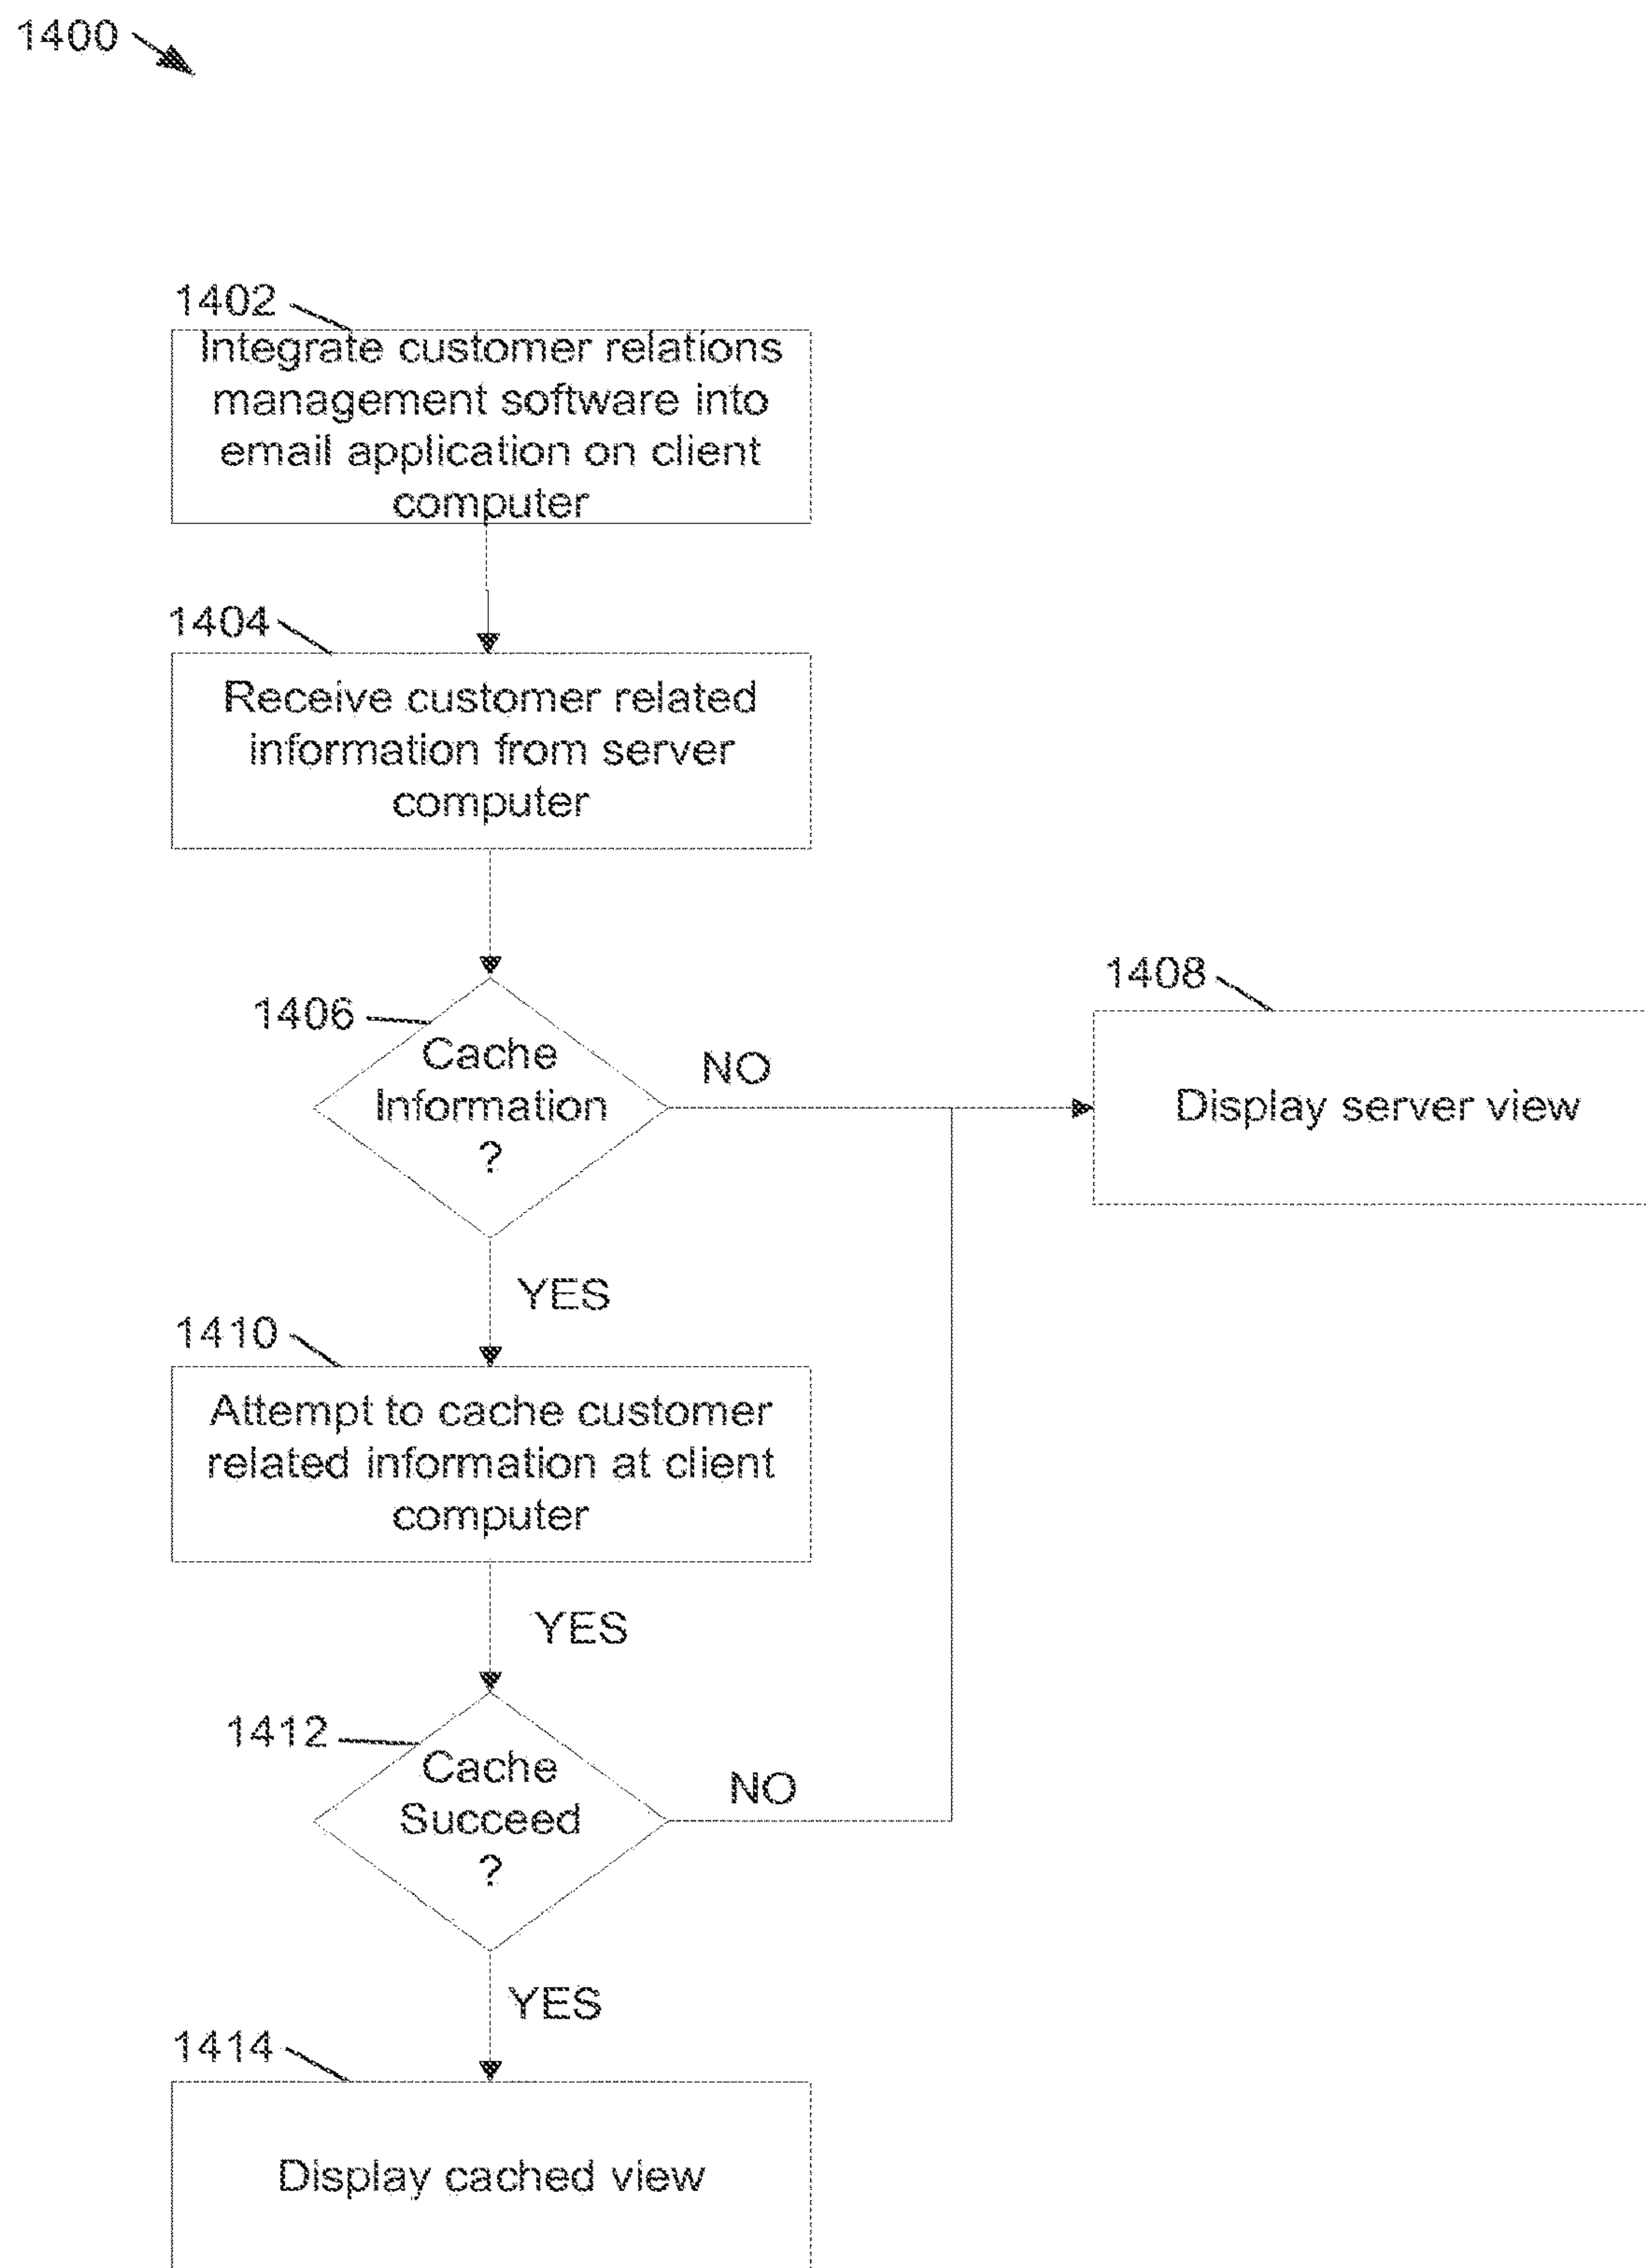 1400
1402
Integrate customer relations
management software into
email application on client
computer
1404
Receive customer related
information from server
computer
1406
Cache
Information
?
NO
1408
Display server view
YES
1410
Attempt to cache customer
related information at client
computer
YES
1412
Cache
Succeed
?
NO
YES
1414
Display cached view